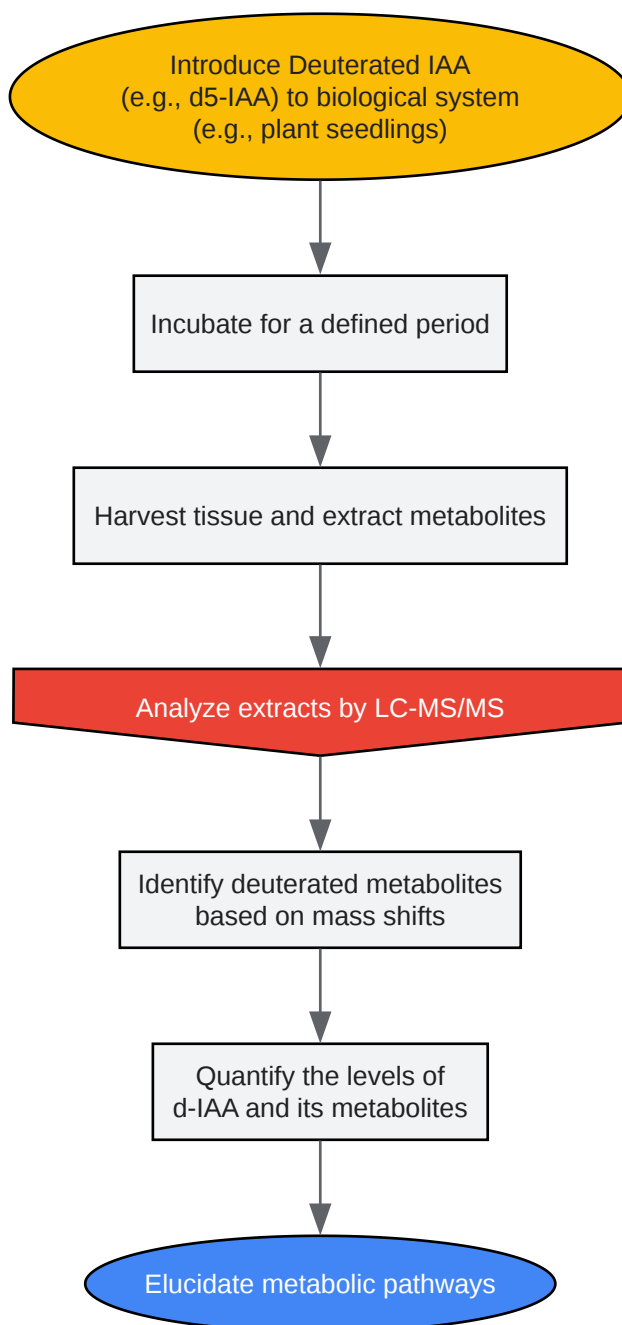 Introduce Deuterated IAA
(e.g., d5-IAA) to biological system
(e.g., plant seedlings)
Incubate for a defined period
Harvest tissue and extract metabolites
Analyze extracts by LC-MS/MS
Identify deuterated metabolites
based on mass shifts
Quantify the levels of
d-IAA and its metabolites
Elucidate metabolic pathways